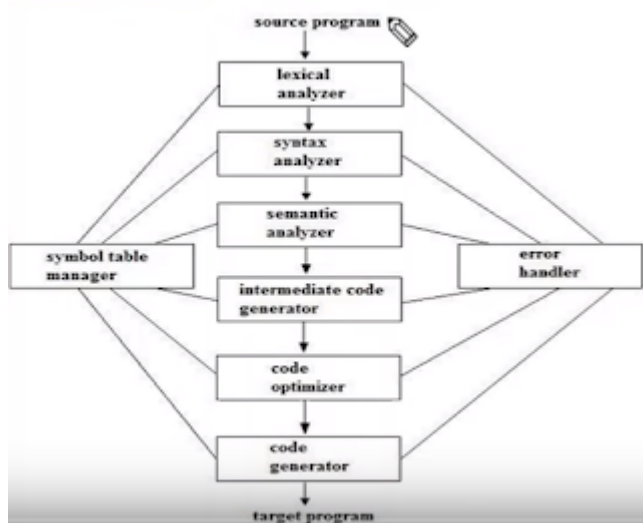 source program
lexical
analyzer
syntax
analyzer
semantic
analyzer
symbol table
manager
error
handler
intermediate code
generator
code
optimizer
code
generator
target program